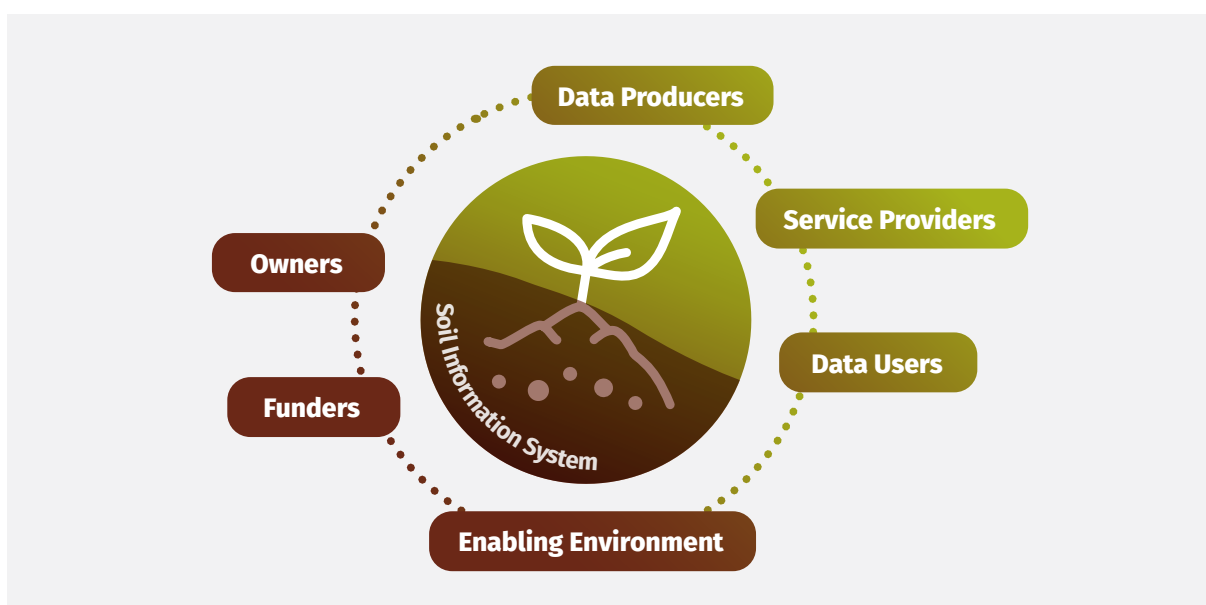 Data Producers
Service Providers
Owners
Data Users
Funders
Soil Information System
Enabling Environment